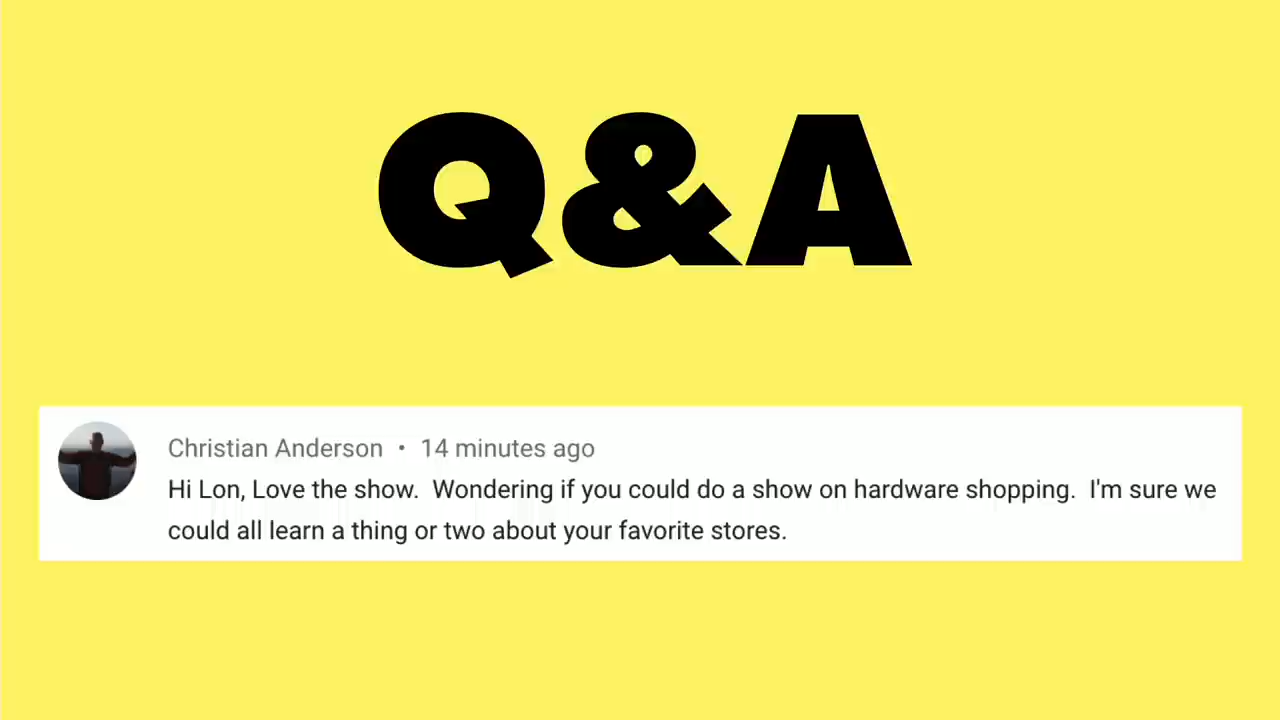 Q&A
Christian Anderson • 14 minutes ago
Hi Lon, Love the show.  Wondering if you could do a show on hardware shopping.  I'm sure we
could all learn a thing or two about your favorite stores.